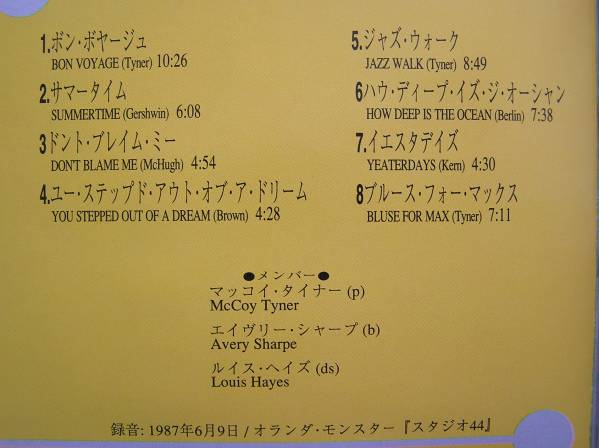 1.ボン・ボヤージュ
BON VOYAGE (Tyner) 10:26
2.サマータイム
SUMMERTIME (Gershwin) 6:08
3ドント・ブレイム・ミー
DON'T BLAME ME (McHugh) 4:54
4.ユー・ステップド・アウト・オブ・ア・ドリーム
YOU STEPPED OUT OF A DREAM (Brown) 4:28
5.ジャズ・ウォーク
JAZZ WALK (Tyner) 8:49
6ハウ・ディープ・イズ・ジ・オーシャン
HOW DEEP IS THE OCEAN (Berlin) 7:38
7.イエスタデイズ
YEATERDAYS (Kern) 4:30
8ブルース・フォー・マックス
BLUSE FOR MAX (Tyner) 7:11
●メンバー●
マッコイ・タイナー (p)
McCoy Tyner
エイヴリー・シャープ (b)
Avery Sharpe
ルイス・ヘイズ (ds)
Louis Hayes
録音: 1987年6月9日 / オランダ・モンスター『スタジオ44』